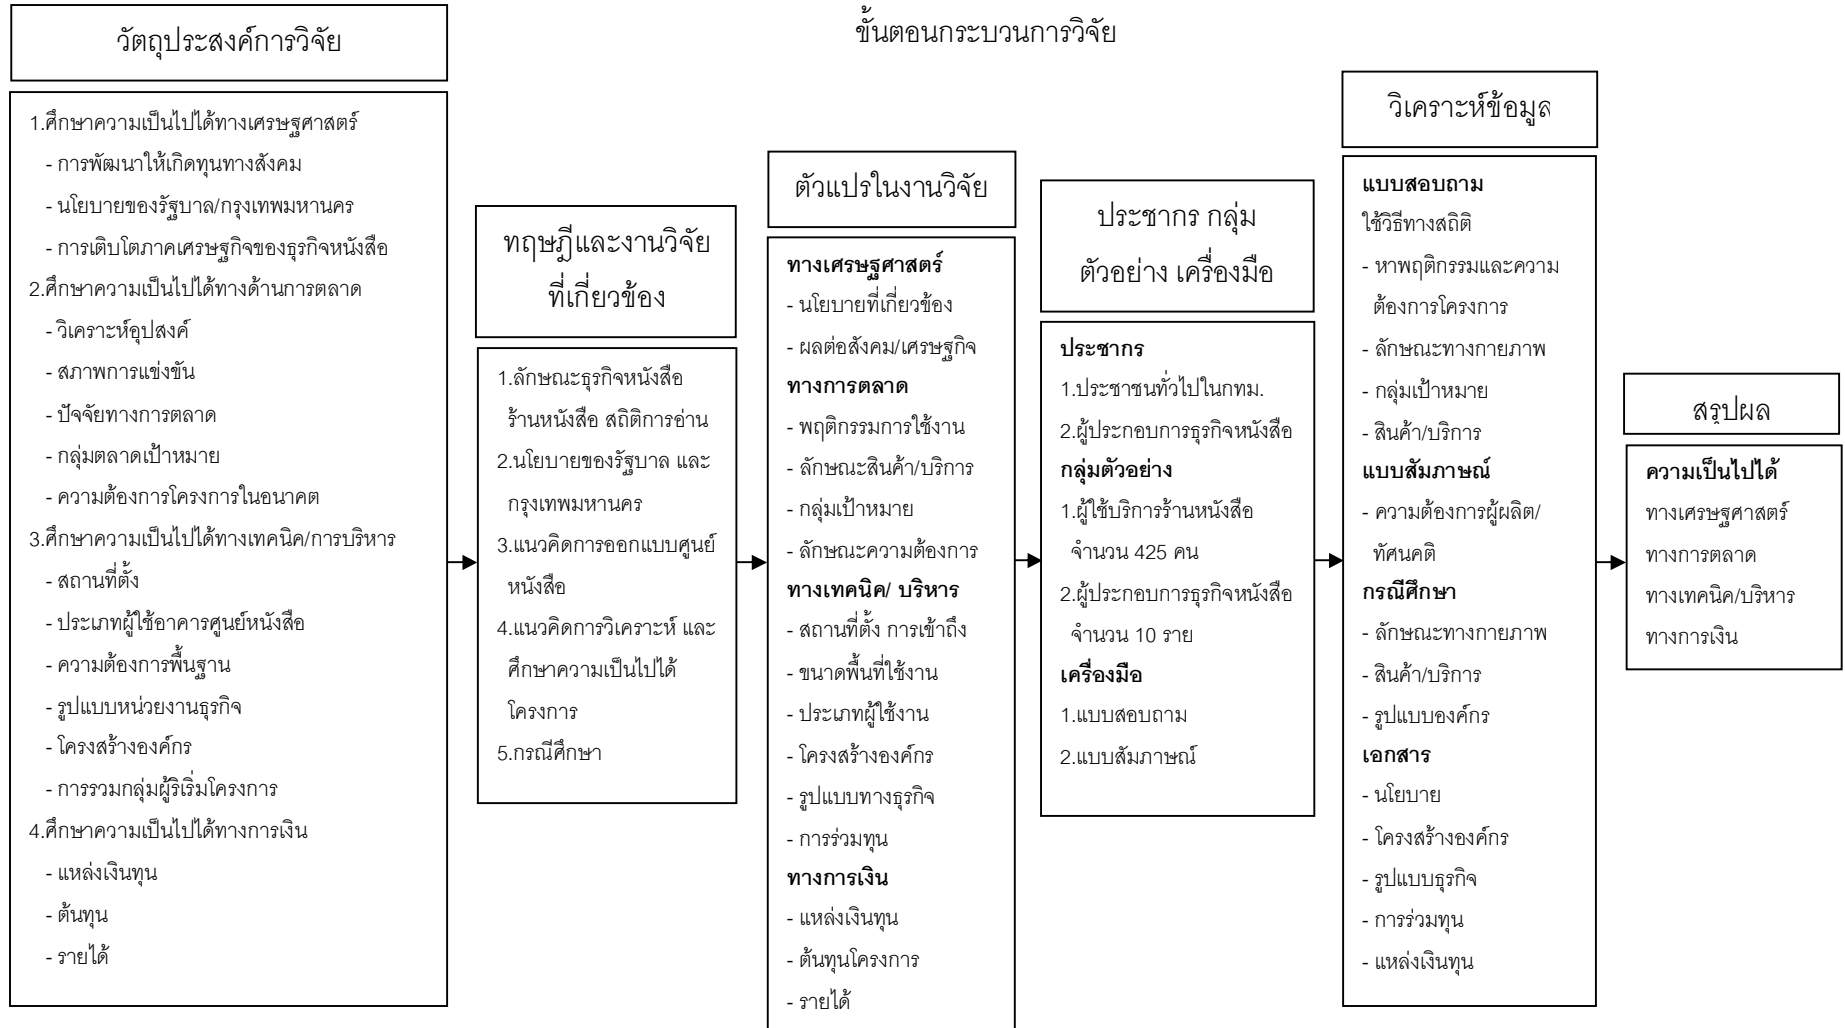 ขั้นตอนกระบวนการวิจัย
วัตถุประสงค์การวิจัย
1.ศึกษาความเป็นไปได้ทางเศรษฐศาสตร์
- การพัฒนาให้เกิดทุนทางสังคม
- นโยบายของรัฐบาล/กรุงเทพมหานคร
- การเติบโตภาคเศรษฐกิจของธุรกิจหนังสือ
2.ศึกษาความเป็นไปได้ทางด้านการตลาด
- วิเคราะห์อุปสงค์
- สภาพการแข่งขัน
- ปัจจัยทางการตลาด
- กลุ่มตลาดเป้าหมาย
- ความต้องการโครงการในอนาคต
3.ศึกษาความเป็นไปได้ทางเทคนิค/การบริหาร
- สถานที่ตั้ง
- ประเภทผู้ใช้อาคารศูนย์หนังสือ
- ความต้องการพื้นฐาน
- รูปแบบหน่วยงานธุรกิจ
- โครงสร้างองค์กร
- การรวมกลุ่มผู้ริเริ่มโครงการ
4.ศึกษาความเป็นไปได้ทางการเงิน
- แหล่งเงินทุน
- ต้นทุน
- รายได้
ทฤษฎีและงานวิจัย
ที่เกี่ยวข้อง
1.ลักษณะธุรกิจหนังสือ
ร้านหนังสือ สถิติการอ่าน
2.นโยบายของรัฐบาล และ
กรุงเทพมหานคร
3.แนวคิดการออกแบบศูนย์
หนังสือ
4.แนวคิดการวิเคราะห์ และ
ศึกษาความเป็นไปได้
โครงการ
5.กรณีศึกษา
ตัวแปรในงานวิจัย
ทางเศรษฐศาสตร์
- นโยบายที่เกี่ยวข้อง
- ผลต่อสังคม/เศรษฐกิจ
ทางการตลาด
- พฤติกรรมการใช้งาน
- ลักษณะสินค้า/บริการ
- กลุ่มเป้าหมาย
- ลักษณะความต้องการ
ทางเทคนิค/ บริหาร
- สถานที่ตั้ง การเข้าถึง
- ขนาดพื้นที่ใช้งาน
- ประเภทผู้ใช้งาน
- โครงสร้างองค์กร
- รูปแบบทางธุรกิจ
- การร่วมทุน
ทางการเงิน
- แหล่งเงินทุน
- ต้นทุนโครงการ
- รายได้
ประชากร กลุ่ม
ตัวอย่าง เครื่องมือ
ประชากร
1.ประชาชนทั่วไปในกทม.
2.ผู้ประกอบการธุรกิจหนังสือ
กลุ่มตัวอย่าง
1.ผู้ใช้บริการร้านหนังสือ
จำนวน 425 คน
2.ผู้ประกอบการธุรกิจหนังสือ
จำนวน 10 ราย
เครื่องมือ
1.แบบสอบถาม
2.แบบสัมภาษณ์
วิเคราะห์ข้อมูล
แบบสอบถาม
ใช้วิธีทางสถิติ
- หาพฤติกรรมและความ
ต้องการโครงการ
- ลักษณะทางกายภาพ
- กลุ่มเป้าหมาย
- สินค้า/บริการ
แบบสัมภาษณ์
- ความต้องการผู้ผลิต/
ทัศนคติ
กรณีศึกษา
- ลักษณะทางกายภาพ
- สินค้า/บริการ
- รูปแบบองค์กร
เอกสาร
- นโยบาย
- โครงสร้างองค์กร
- รูปแบบธุรกิจ
- การร่วมทุน
- แหล่งเงินทุน
สรุปผล
ความเป็นไปได้
ทางเศรษฐศาสตร์
ทางการตลาด
ทางเทคนิค/บริหาร
ทางการเงิน